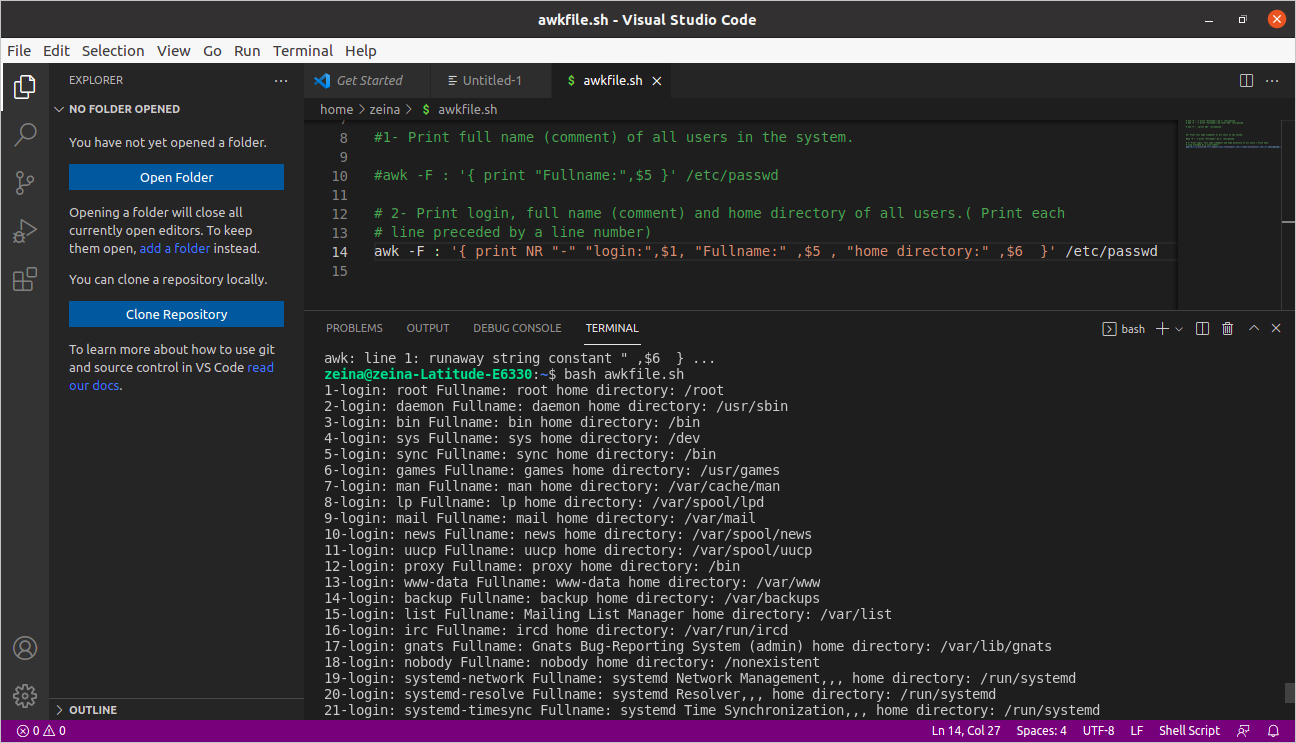 awkfile.sh - Visual Studio Code
File Edit Selection View Go Run Terminal Help
EXPLORER
NO FOLDER OPENED
You have not yet opened a folder.
Open Folder
Opening a folder will close all
currently open editors. To keep
them open, add a folder instead.
You can clone a repository locally.
Clone Repository
To learn more about how to use git
and source control in VS Code read
our docs.
OUTLINE
Get Started Untitled-1 $ awkfile.sh
home > zeina > $ awkfile.sh
8 #1- Print full name (comment) of all users in the system.
9
10 #awk -F : '{ print "Fullname:",$5 }' /etc/passwd
11
12 # 2- Print login, full name (comment) and home directory of all users.( Print each
13 # line preceded by a line number)
14 awk -F : '{ print NR "-" "login:",$1, "Fullname:" ,$5 , "home directory:" ,$6  }' /etc/passwd
15
PROBLEMS OUTPUT DEBUG CONSOLE TERMINAL
bash
awk: line 1: runaway string constant " ,$6  } ...
zeina@zeina-Latitude-E6330:~$ bash awkfile.sh
1-login: root Fullname: root home directory: /root
2-login: daemon Fullname: daemon home directory: /usr/sbin
3-login: bin Fullname: bin home directory: /bin
4-login: sys Fullname: sys home directory: /dev
5-login: sync Fullname: sync home directory: /bin
6-login: games Fullname: games home directory: /usr/games
7-login: man Fullname: man home directory: /var/cache/man
8-login: lp Fullname: lp home directory: /var/spool/lpd
9-login: mail Fullname: mail home directory: /var/mail
10-login: news Fullname: news home directory: /var/spool/news
11-login: uucp Fullname: uucp home directory: /var/spool/uucp
12-login: proxy Fullname: proxy home directory: /bin
13-login: www-data Fullname: www-data home directory: /var/www
14-login: backup Fullname: backup home directory: /var/backups
15-login: list Fullname: Mailing List Manager home directory: /var/list
16-login: irc Fullname: ircd home directory: /var/run/ircd
17-login: gnats Fullname: Gnats Bug-Reporting System (admin) home directory: /var/lib/gnats
18-login: nobody Fullname: nobody home directory: /nonexistent
19-login: systemd-network Fullname: systemd Network Management,,, home directory: /run/systemd
20-login: systemd-resolve Fullname: systemd Resolver,,, home directory: /run/systemd
21-login: systemd-timesync Fullname: systemd Time Synchronization,,, home directory: /run/systemd
0 0 Ln 14, Col 27 Spaces: 4 UTF-8 LF Shell Script